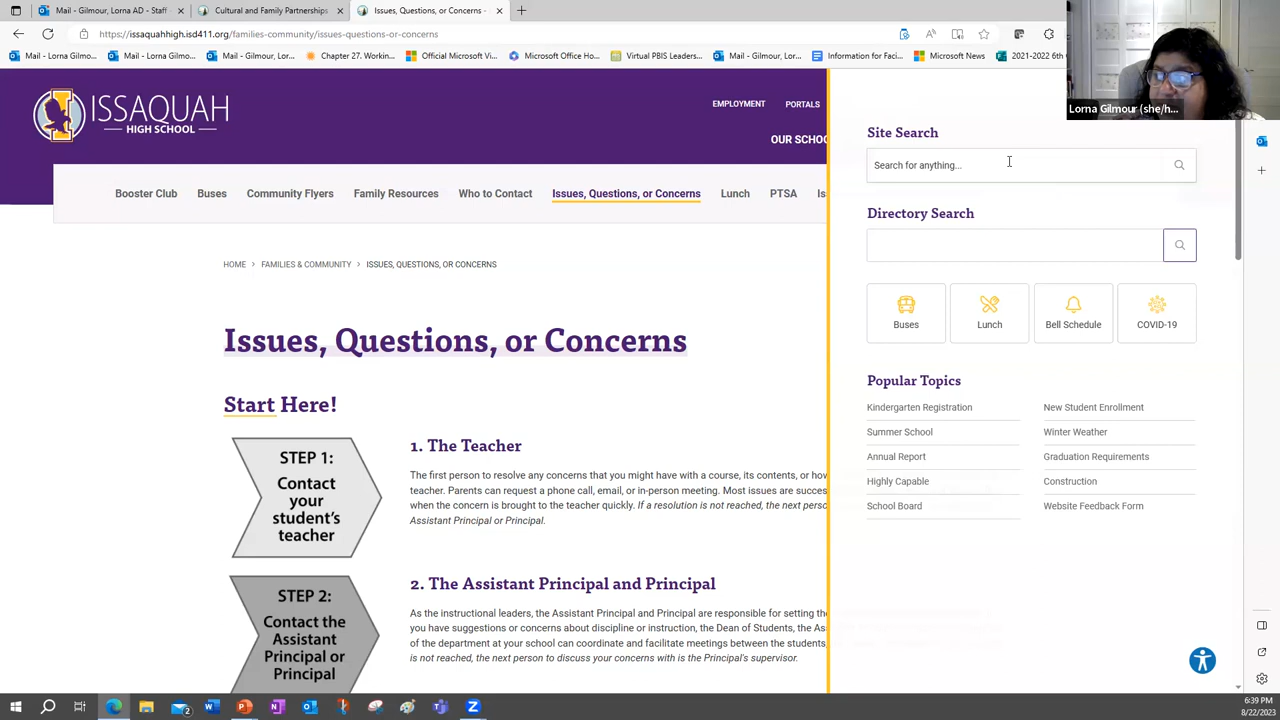 Mail - Gilmour, Lorna AD - Staff
Cultural and Family Partnerships
Issues, Questions, or Concerns -
https://issaquahhigh.isd411.org/families-community/issues-questions-or-concerns
Mail - Lorna Gilmo...
Mail - Gilmour, Lor...
Chapter 27. Workin...
Official Microsoft Vi...
Microsoft Office Ho...
Virtual PBIS Leaders...
Mail - Gilmour, Lor...
Information for Faci...
Microsoft News
2021-2022 6th
Lorna Gilmour (she/h...
ISSAQUAH
HIGH SCHOOL
EMPLOYMENT
PORTALS
OUR SCHOO
Booster Club
Buses
Community Flyers
Family Resources
Who to Contact
Issues, Questions, or Concerns
Lunch
PTSA
Is
HOME > FAMILIES & COMMUNITY > ISSUES, QUESTIONS, OR CONCERNS
Issues, Questions, or Concerns
Start Here!
STEP 1:
Contact
your
student's
teacher
1. The Teacher
The first person to resolve any concerns that you might have with a course, its contents, or hov
teacher. Parents can request a phone call, email, or in-person meeting. Most issues are succes
when the concern is brought to the teacher quickly. If a resolution is not reached, the next perso
Assistant Principal or Principal.
STEP 2:
Contact the
Assistant
Principal or
Principal
2. The Assistant Principal and Principal
As the instructional leaders, the Assistant Principal and Principal are responsible for setting the
you have suggestions or concerns about discipline or instruction, the Dean of Students, the Ass
of the department at your school can coordinate and facilitate meetings between the students,
is not reached, the next person to discuss your concerns with is the Principal's supervisor.
Site Search
Search for anything...
Directory Search
Buses
Lunch
Bell Schedule
COVID-19
Popular Topics
Kindergarten Registration
New Student Enrollment
Summer School
Winter Weather
Annual Report
Graduation Requirements
Highly Capable
Construction
School Board
Website Feedback Form
6:39 PM
8/22/2023